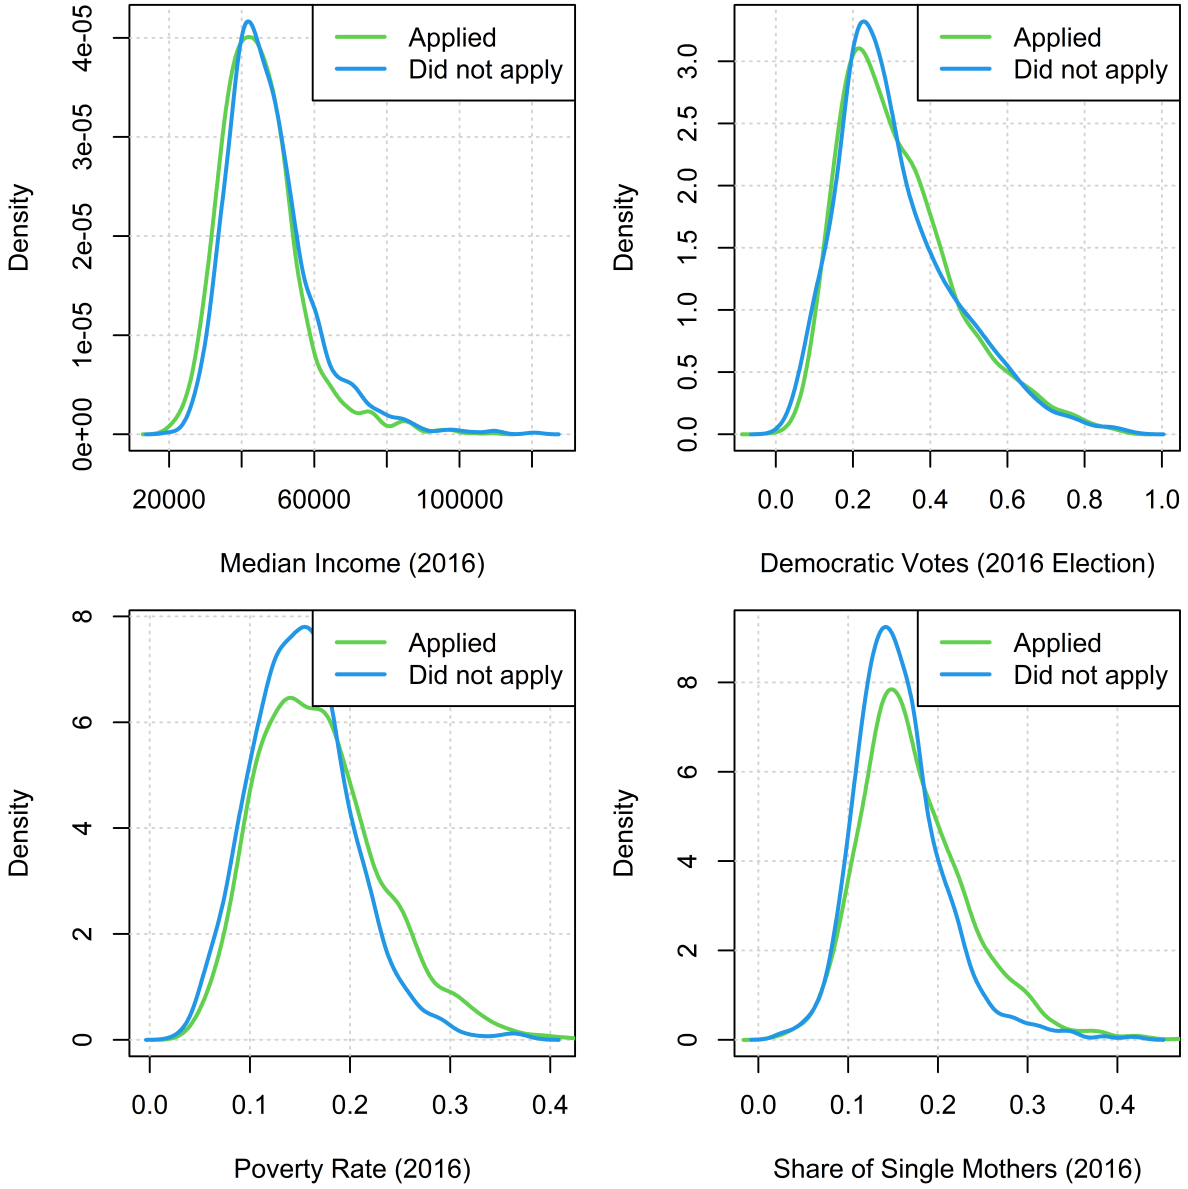 Applied
Did not apply
Density
0e+00
1e-05
2e-05
3e-05
4e-05
20000
60000
100000
Median Income (2016)
Applied
Did not apply
Density
0.0
0.5
1.0
1.5
2.0
2.5
3.0
0.0
0.2
0.4
0.6
0.8
1.0
Democratic Votes (2016 Election)
Applied
Did not apply
Density
0
2
4
6
8
0.0
0.1
0.2
0.3
0.4
Poverty Rate (2016)
Applied
Did not apply
Density
0
2
4
6
8
0.0
0.1
0.2
0.3
0.4
Share of Single Mothers (2016)